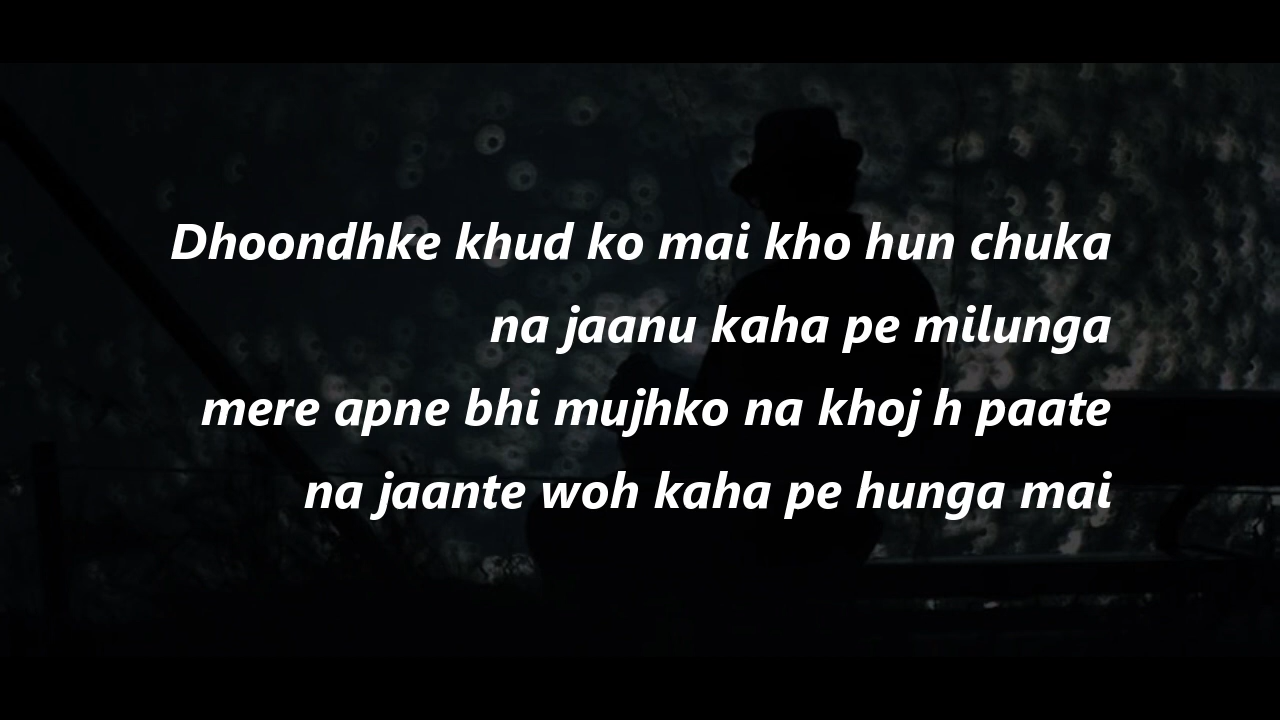 Dhoondhke khud ko mai kho hun chuka
na jaanu kaha pe milunga
mere apne bhi mujhko na khoj h paate
na jaante woh kaha pe hunga mai